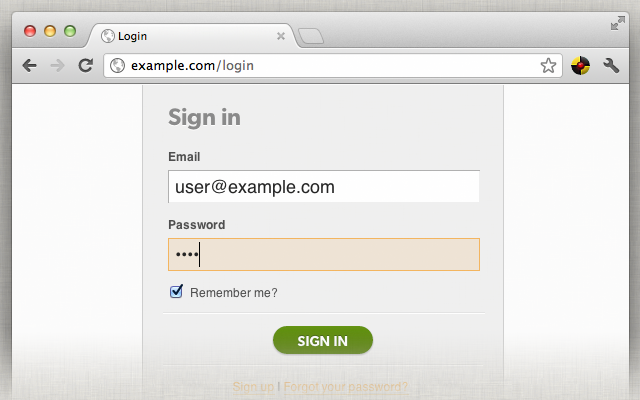 Login
example.com/login
Sign in
Email
user@example.com
Password
••••
Remember me?
SIGN IN
Sign up | Forgot your password?